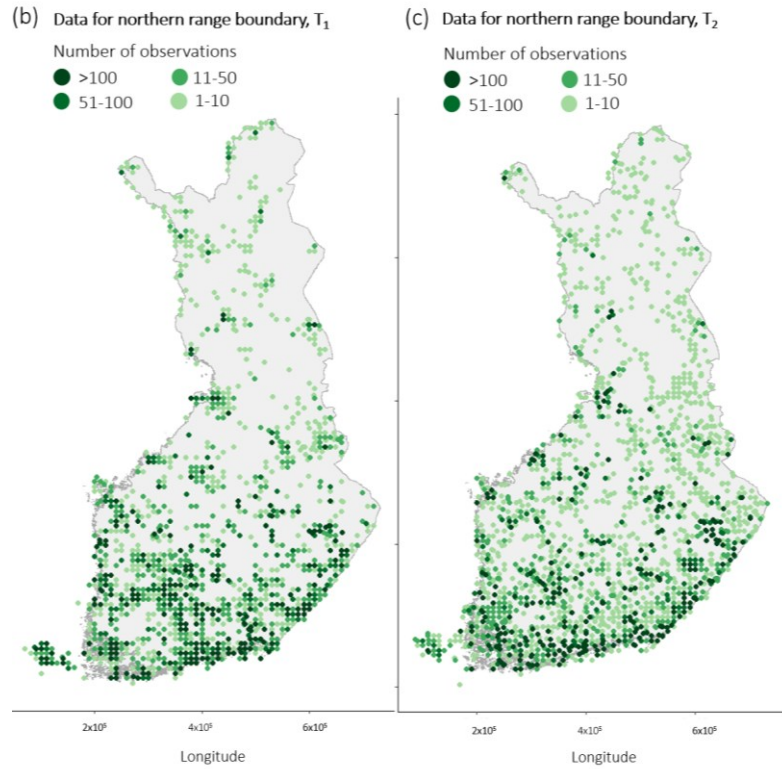 (b) Data for northern range boundary, T₁
Number of observations
>100 11-50
51-100 1-10
2x10⁵ 4x10⁵ 6x10⁵
Longitude
(c) Data for northern range boundary, T₂
Number of observations
>100 11-50
51-100 1-10
2x10⁵ 4x10⁵ 6x10⁵
Longitude